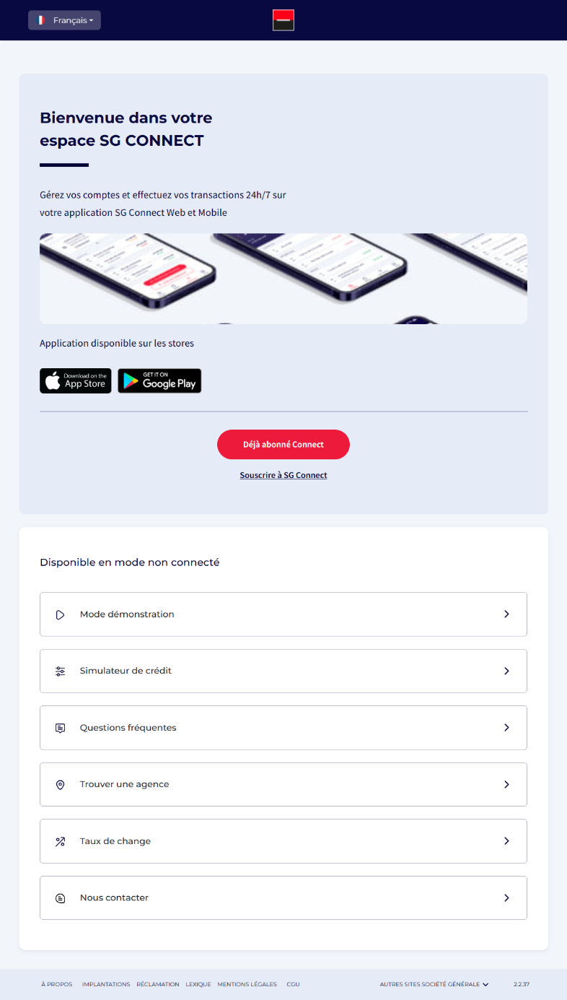 Français
Bienvenue dans votre
espace SG CONNECT
Gérez vos comptes et effectuez vos transactions 24h/7 sur
votre application SG Connect Web et Mobile
Application disponible sur les stores
Download on the
App Store
GET IT ON
Google Play
Déjà abonné Connect
Souscrire à SG Connect
Disponible en mode non connecté
Mode démonstration
Simulateur de crédit
Questions fréquentes
Trouver une agence
Taux de change
Nous contacter
À PROPOS IMPLANTATIONS RÉCLAMATION LEXIQUE MENTIONS LÉGALES CGU AUTRES SITES SOCIÉTÉ GÉNÉRALE 2.2.37